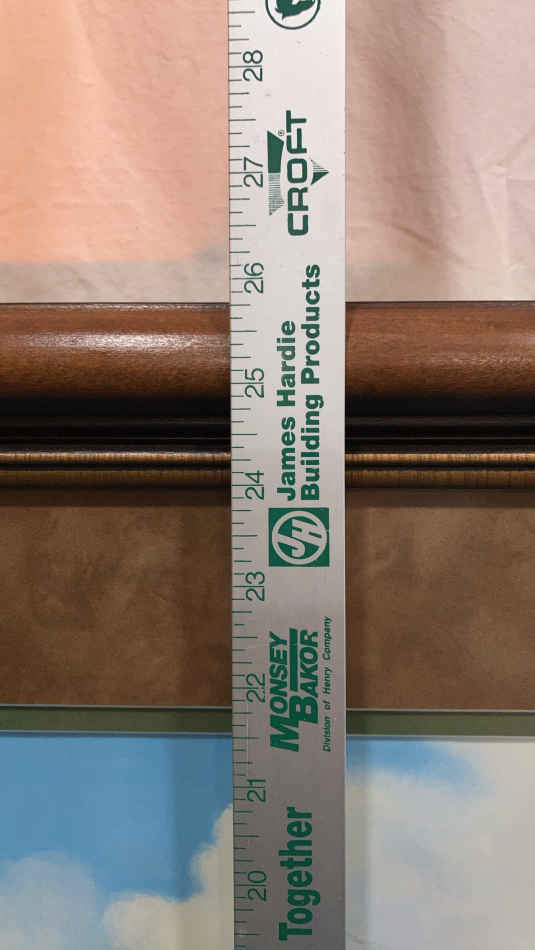 28
27
26
25
24
23
22
21
20
CROFT®
James Hardie
Building Products
JH
MONSEY
BAKOR
Division of Henry Company
Together